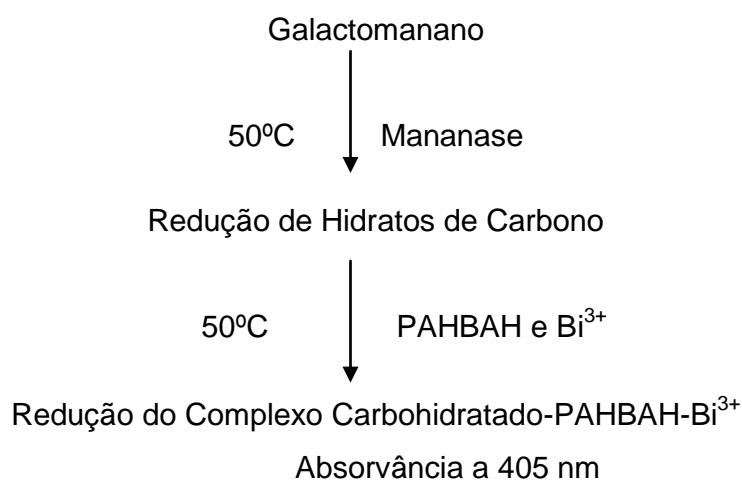 Galactomanano
50ºC Mananase
Redução de Hidratos de Carbono
50ºC PAHBAH e Bi³⁺
Redução do Complexo Carbohidratado-PAHBAH-Bi³⁺
Absorvância a 405 nm